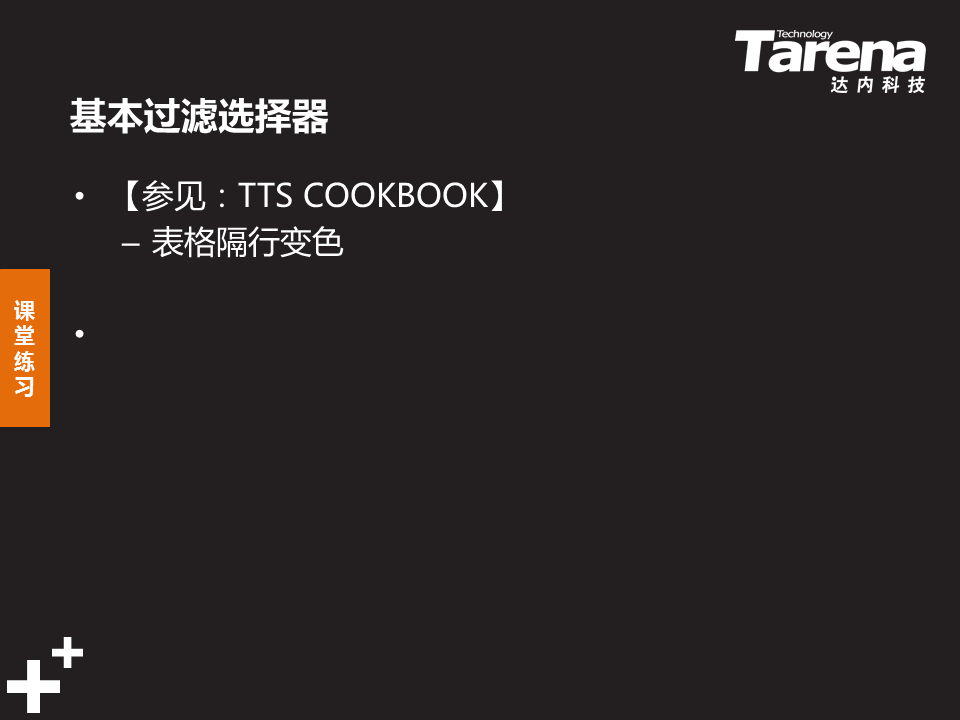 Technology
Tarena
达内科技
基本过滤选择器
• 【参见：TTS COOKBOOK】
– 表格隔行变色
•
课
堂
练
习